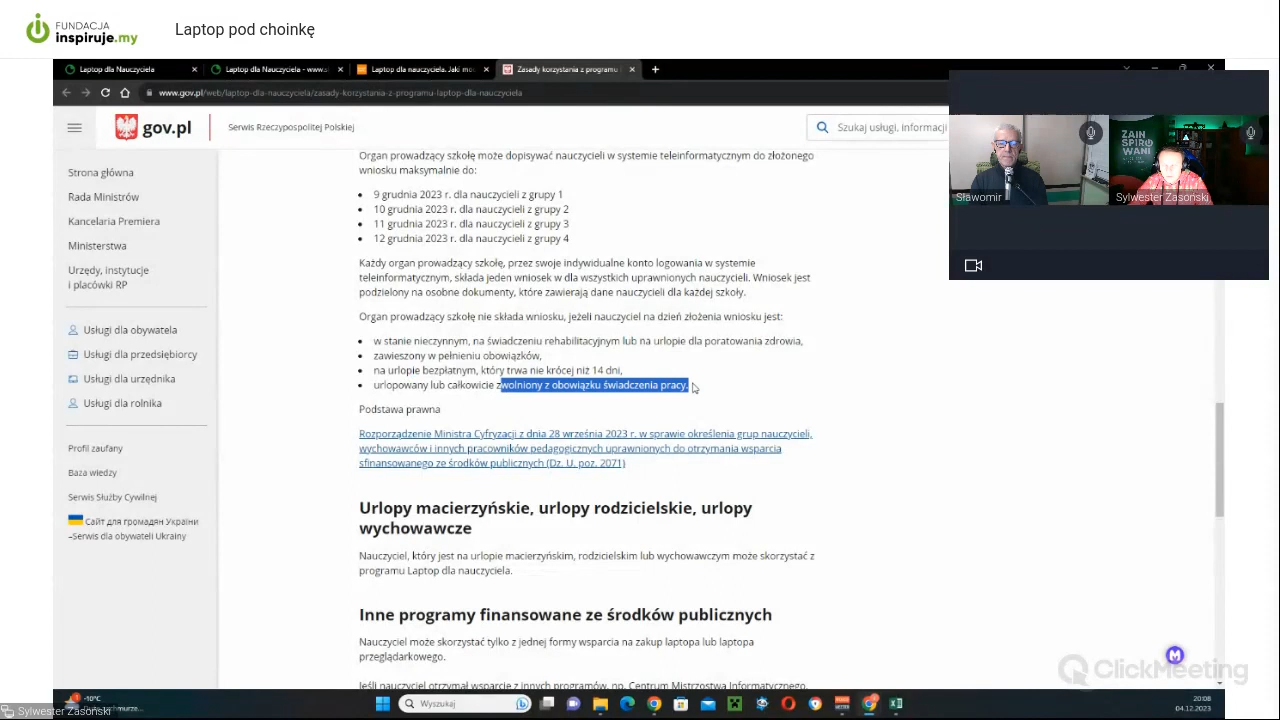 FUNDACJA
inspiruje.my
Laptop pod choinkę
Laptop dla Nauczyciela
Laptop dla Nauczyciela - www.s
Laptop dla nauczyciela. Jaki mo
Zasady korzystania z programu
www.gov.pl/web/laptop-dla-nauczyciela/zasady-korzystania-z-programu-laptop-dla-nauczyciela
gov.pl
Serwis Rzeczypospolitej Polskiej
Szukaj usługi, informacji
ZAIN
SPIRO
WANI
Sławomir
Sylwester Zasoński
Strona główna
Rada Ministrów
Kancelaria Premiera
Ministerstwa
Urzędy, instytucje
i placówki RP
Usługi dla obywatela
Usługi dla przedsiębiorcy
Usługi dla urzędnika
Usługi dla rolnika
Profil zaufany
Baza wiedzy
Serwis Służby Cywilnej
Сайт для громадян України
–Serwis dla obywateli Ukrainy
Organ prowadzący szkołę może dopisywać nauczycieli w systemie teleinformatycznym do złożonego
wniosku maksymalnie do:
9 grudnia 2023 r. dla nauczycieli z grupy 1
10 grudnia 2023 r. dla nauczycieli z grupy 2
11 grudnia 2023 r. dla nauczycieli z grupy 3
12 grudnia 2023 r. dla nauczycieli z grupy 4
Każdy organ prowadzący szkołę, przez swoje indywidualne konto logowania w systemie
teleinformatycznym, składa jeden wniosek w dla wszystkich uprawnionych nauczycieli. Wniosek jest
podzielony na osobne dokumenty, które zawierają dane nauczycieli dla każdej szkoły.
Organ prowadzący szkołę nie składa wniosku, jeżeli nauczyciel na dzień złożenia wniosku jest:
w stanie nieczynnym, na świadczeniu rehabilitacyjnym lub na urlopie dla poratowania zdrowia,
zawieszony w pełnieniu obowiązków,
na urlopie bezpłatnym, który trwa nie krócej niż 14 dni,
urlopowany lub całkowicie zwolniony z obowiązku świadczenia pracy.
Podstawa prawna
Rozporządzenie Ministra Cyfryzacji z dnia 28 września 2023 r. w sprawie określenia grup nauczycieli,
wychowawców i innych pracowników pedagogicznych uprawnionych do otrzymania wsparcia
sfinansowanego ze środków publicznych (Dz. U. poz. 2071)
Urlopy macierzyńskie, urlopy rodzicielskie, urlopy
wychowawcze
Nauczyciel, który jest na urlopie macierzyńskim, rodzicielskim lub wychowawczym może skorzystać z
programu Laptop dla nauczyciela.
Inne programy finansowane ze środków publicznych
Nauczyciel może skorzystać tylko z jednej formy wsparcia na zakup laptopa lub laptopa
przeglądarkowego.
Jeśli nauczyciel otrzymał wsparcie z innych programów, np. Centrum Mistrzostwa Informatycznego,
ClickMeeting
-10°C
Wyszukaj
20:08
04.12.2023
Sylwester Zasoński